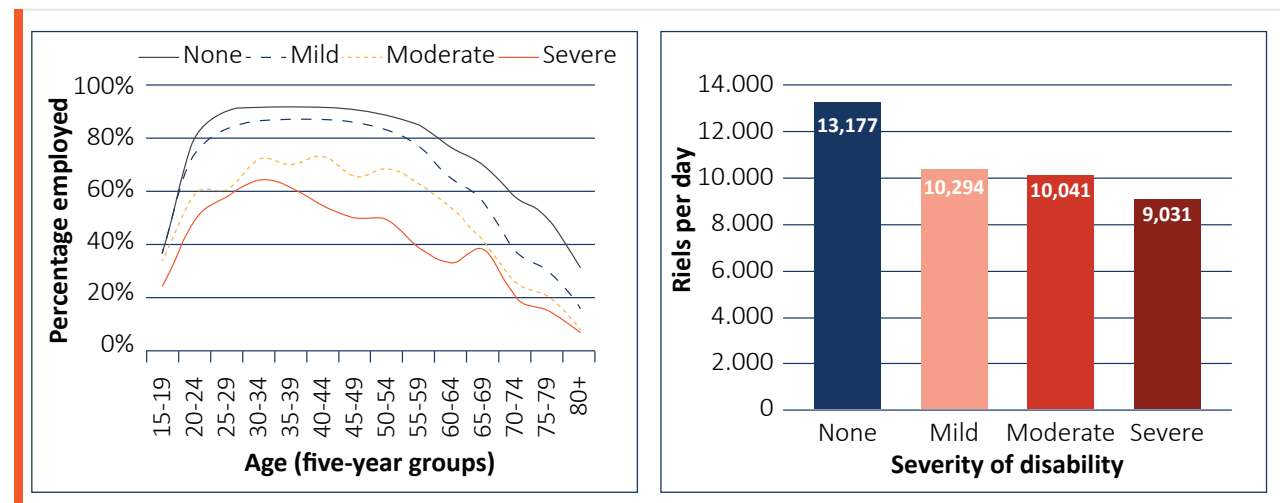 None Mild Moderate Severe
100%
80%
60%
40%
20%
0%
Percentage employed
15-19 20-24 25-29 30-34 35-39 40-44 45-49 50-54 55-59 60-64 65-69 70-74 75-79 80+
Age (five-year groups)
14.000
12.000
10.000
8.000
6.000
4.000
2.000
0
Riels per day
13,177 10,294 10,041 9,031
None Mild Moderate Severe
Severity of disability